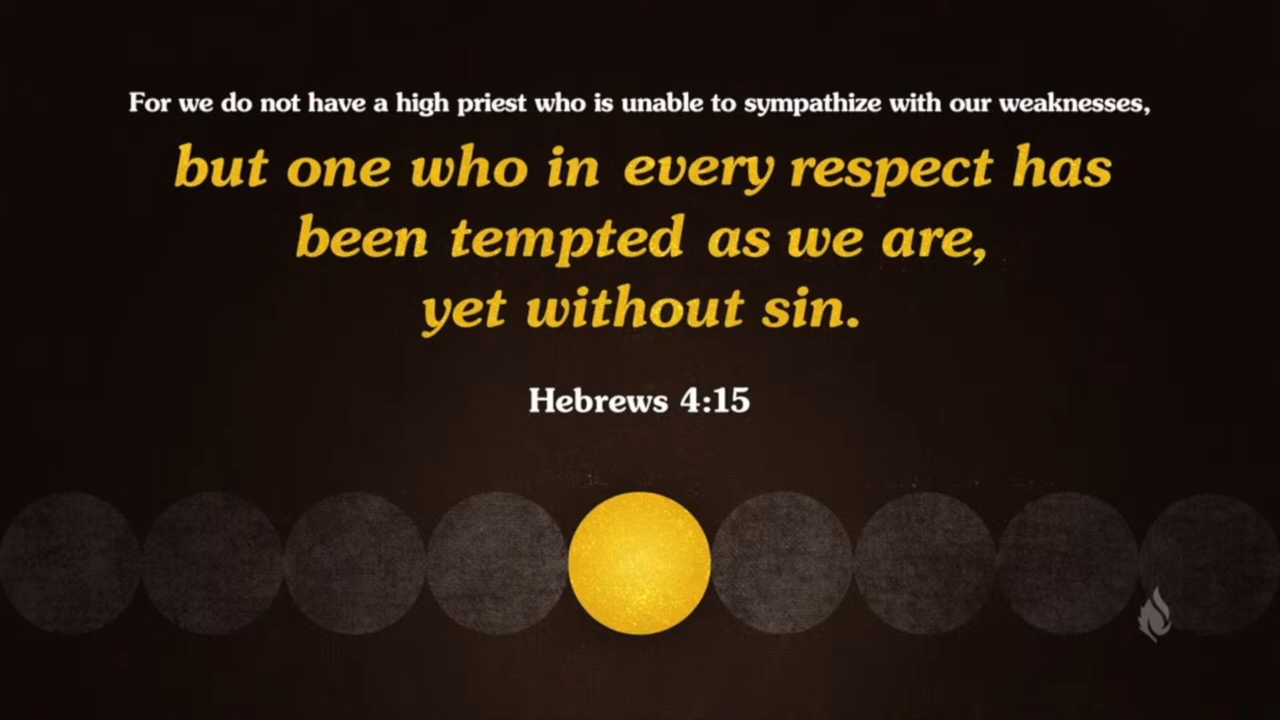 For we do not have a high priest who is unable to sympathize with our weaknesses,
but one who in every respect has
been tempted as we are,
yet without sin.
Hebrews 4:15